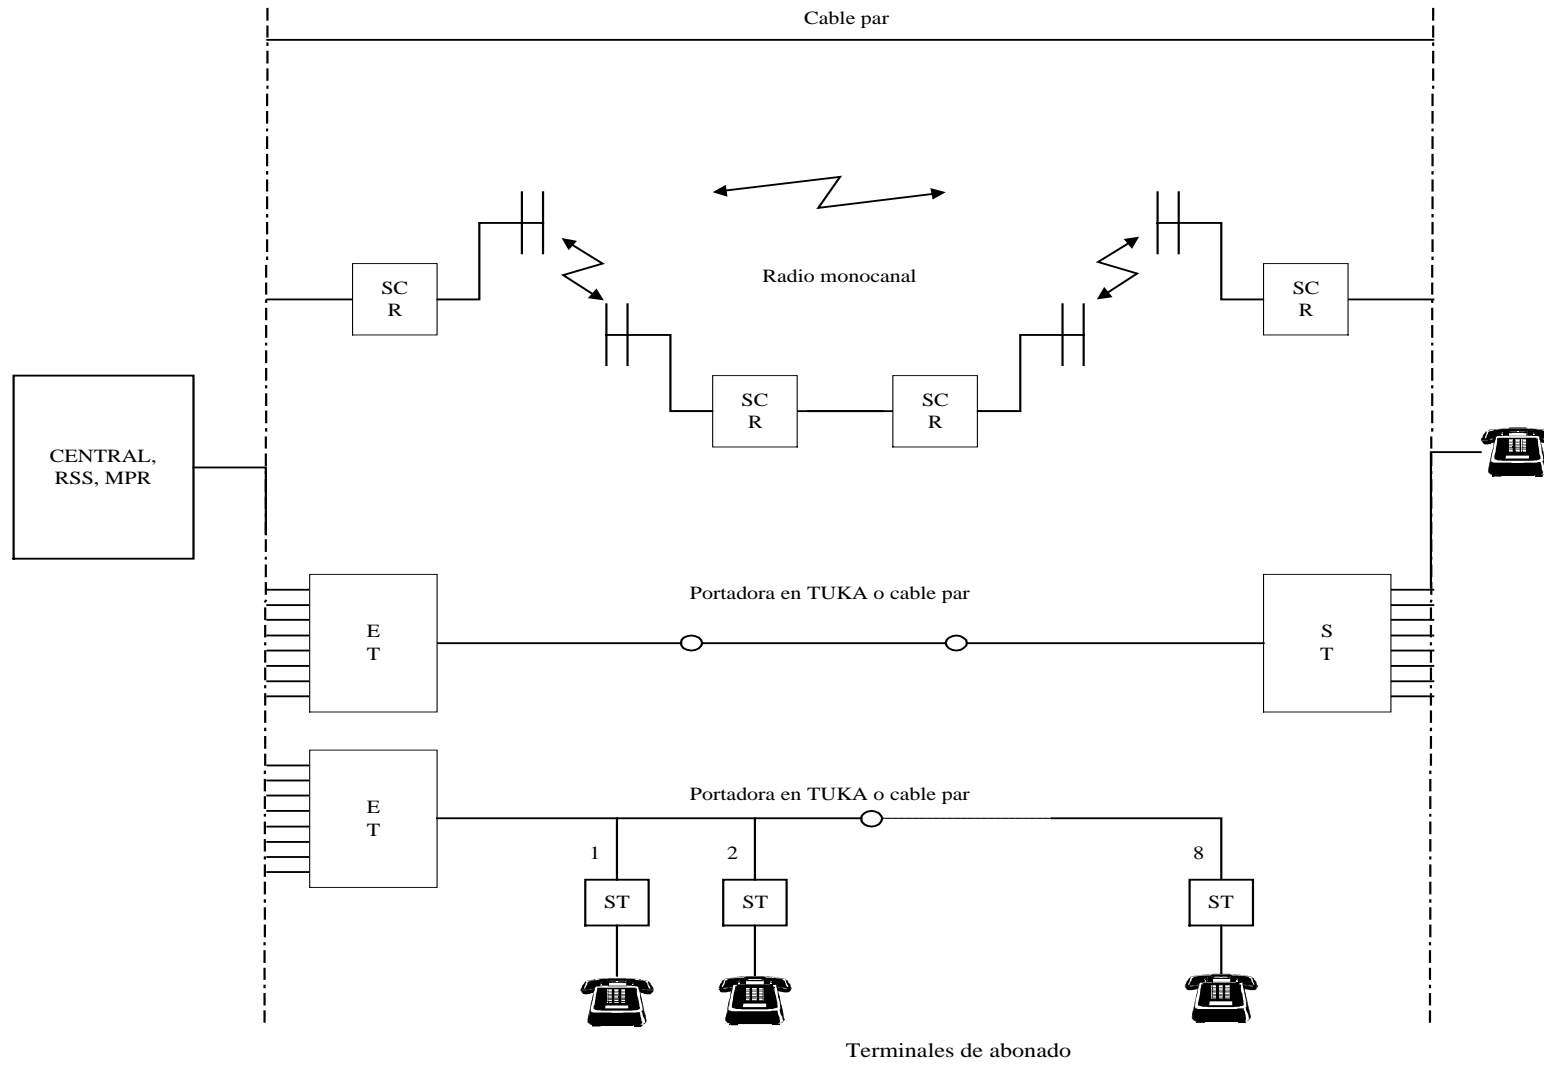 Cable par
Radio monocanal
SC
R
SC
R
SC
R
SC
R
CENTRAL,
RSS, MPR
Portadora en TUKA o cable par
E
T
S
T
Portadora en TUKA o cable par
E
T
1
2
8
ST
ST
ST
Terminales de abonado